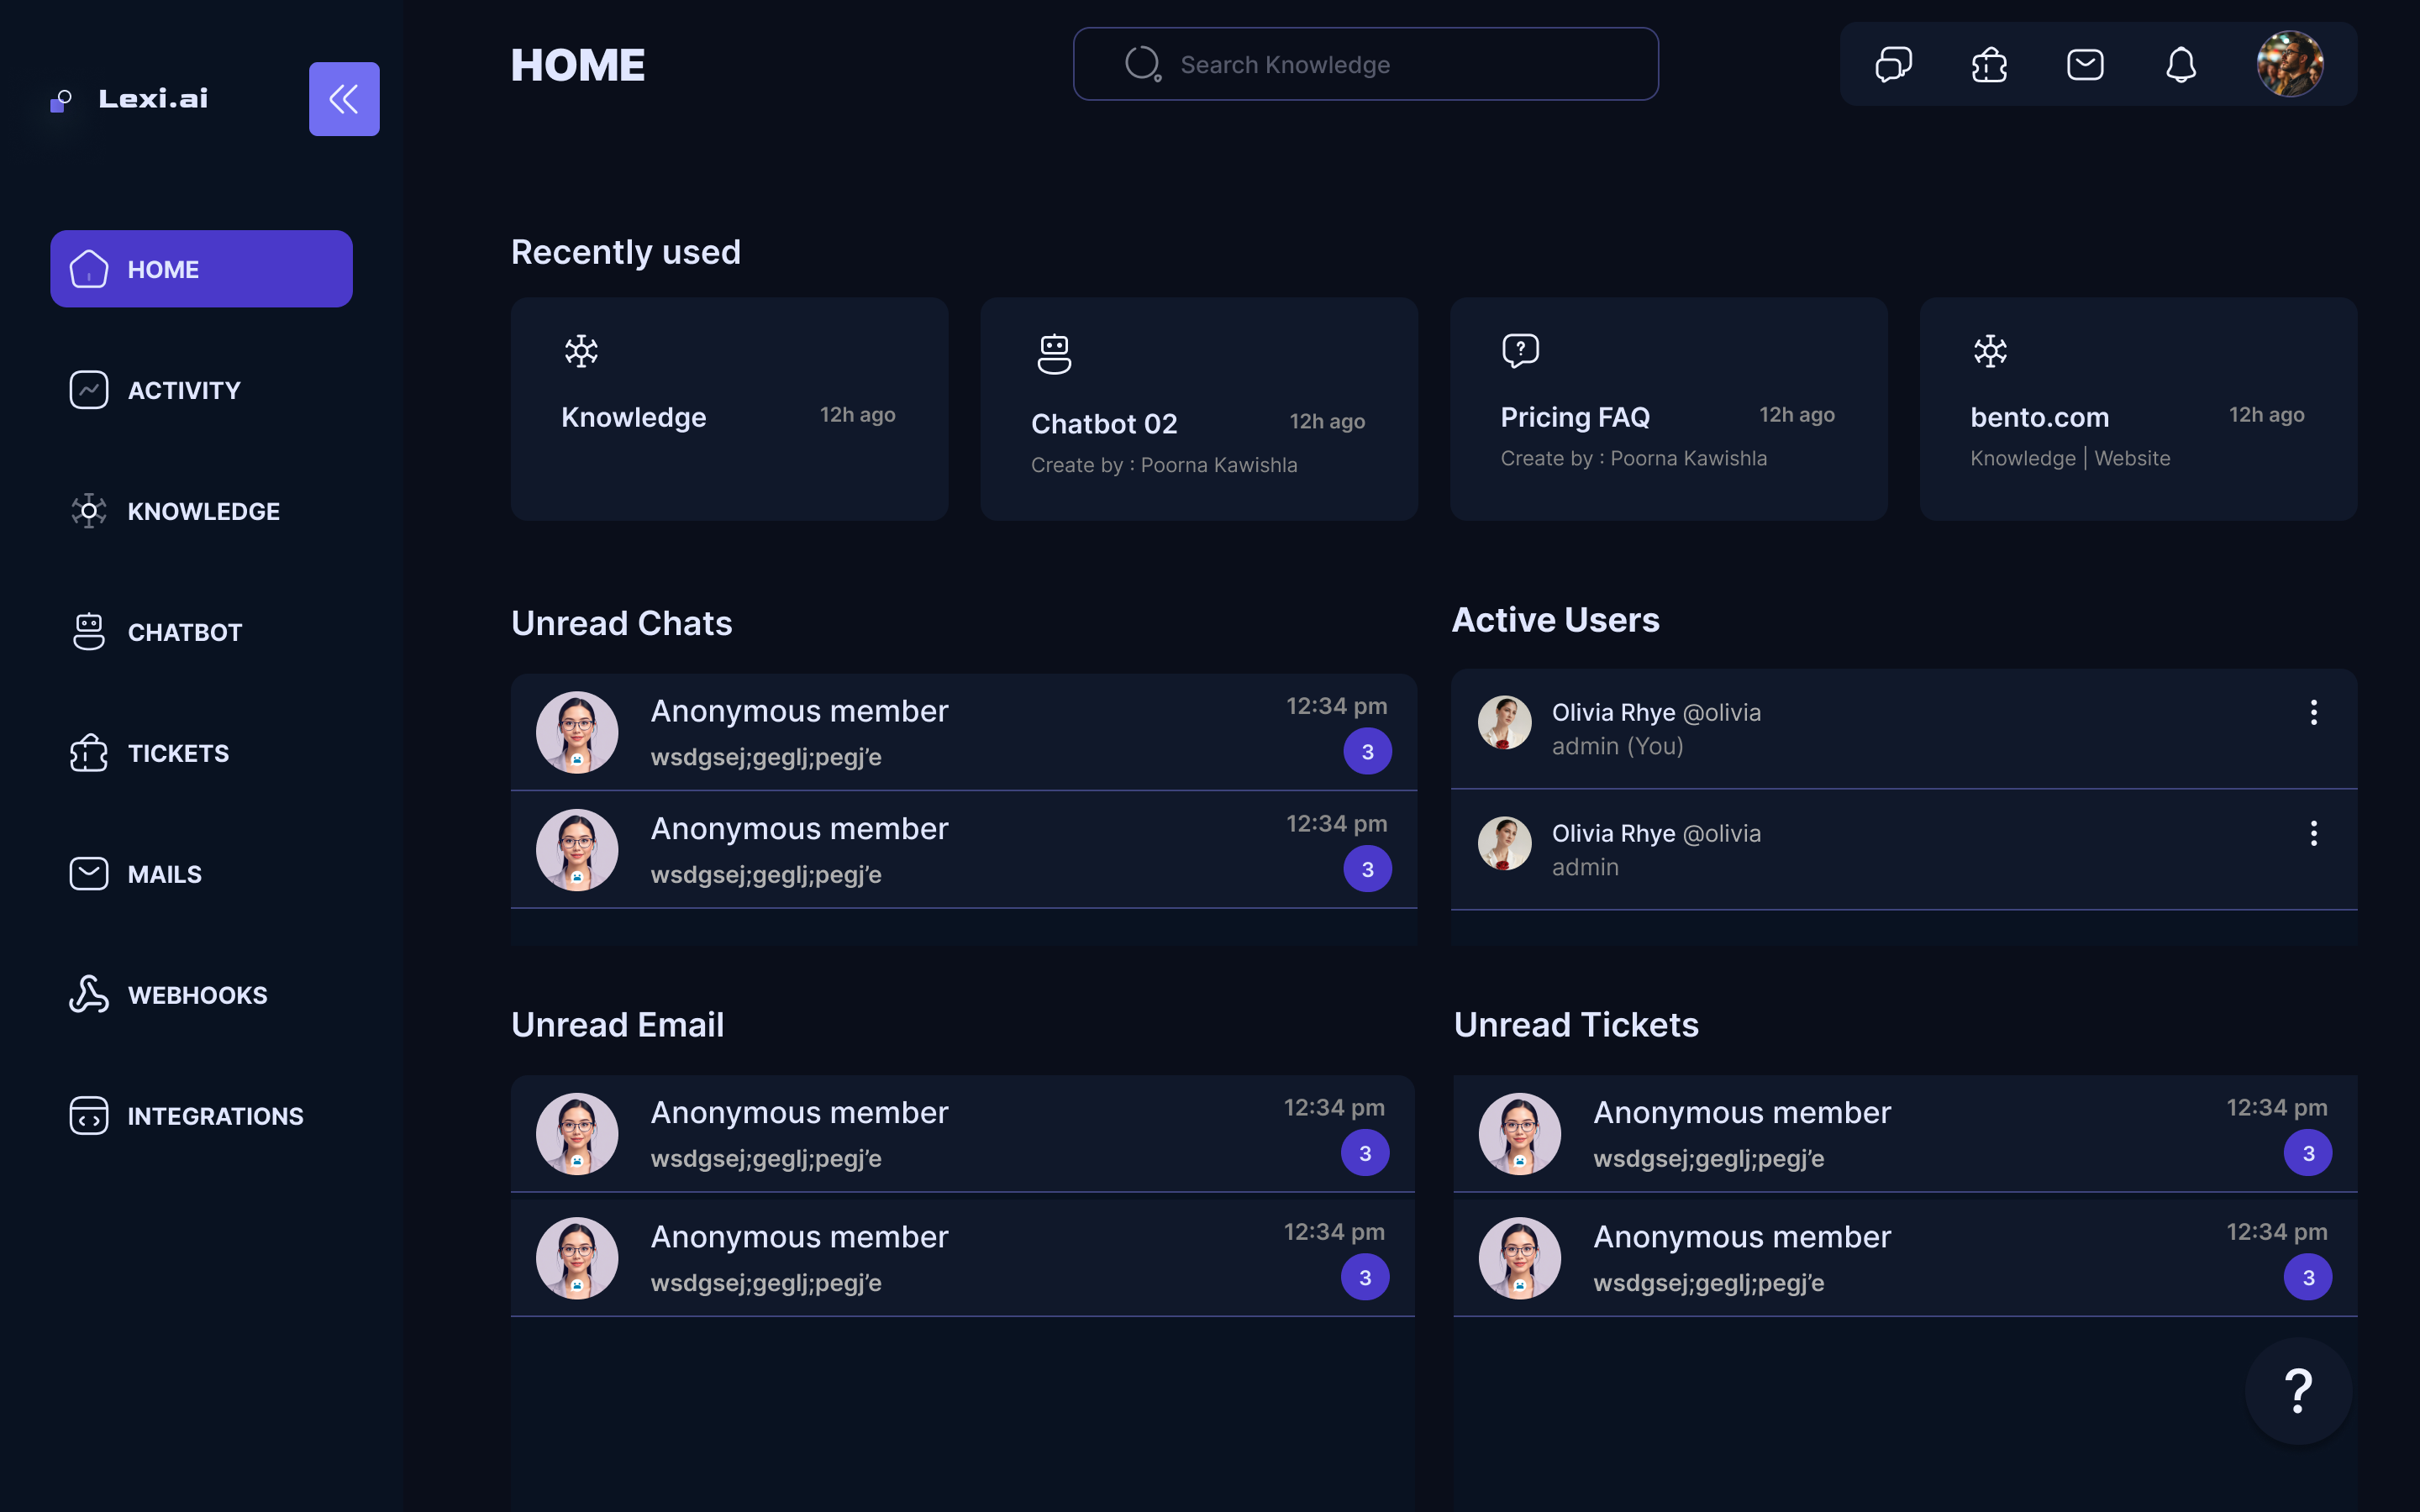 Lexi.ai
HOME
ACTIVITY
KNOWLEDGE
CHATBOT
TICKETS
MAILS
WEBHOOKS
INTEGRATIONS
HOME
Search Knowledge
Recently used
Knowledge
12h ago
Chatbot 02
12h ago
Create by : Poorna Kawishla
?
Pricing FAQ
12h ago
Create by : Poorna Kawishla
bento.com
12h ago
Knowledge | Website
Unread Chats
Anonymous member
12:34 pm
wsdgsej;geglj;pegj’e
3
Anonymous member
12:34 pm
wsdgsej;geglj;pegj’e
3
Active Users
Olivia Rhye @olivia
admin (You)
Olivia Rhye @olivia
admin
Unread Email
Anonymous member
12:34 pm
wsdgsej;geglj;pegj’e
3
Anonymous member
12:34 pm
wsdgsej;geglj;pegj’e
3
Unread Tickets
Anonymous member
12:34 pm
wsdgsej;geglj;pegj’e
3
Anonymous member
12:34 pm
wsdgsej;geglj;pegj’e
3
?